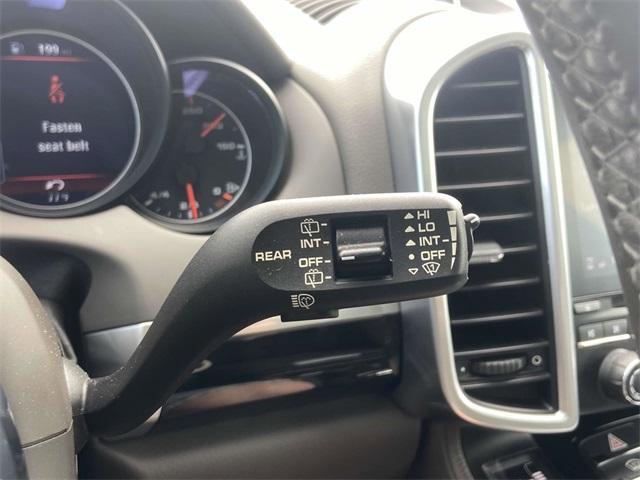 199
Fasten
seat belt
REAR
INT
OFF
HI
LO
INT
OFF